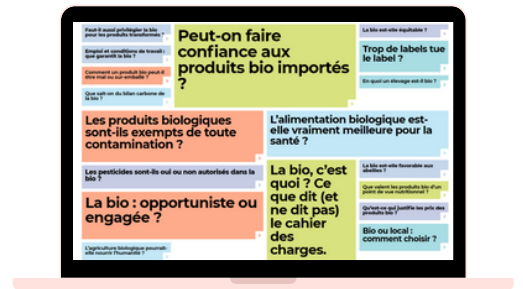 Faut-il aussi privilégier la bio
pour les produits transformés ?
Emploi et conditions de travail :
que garantit la bio ?
Comment un produit bio peut-il
être mal ou sur-emballé ?
Que sait-on du bilan carbone de
la bio ?
Peut-on faire
confiance aux
produits bio importés
?
La bio est-elle équitable ?
Trop de labels tue
le label ?
En quoi un élevage est-il bio ?
Les produits biologiques
sont-ils exempts de toute
contamination ?
L'alimentation biologique est-
elle vraiment meilleure pour la
santé ?
Les pesticides sont-ils oui ou non autorisés dans la
bio ?
La bio : opportuniste ou
engagée ?
L'agriculture biologique pourrait-
elle nourrir l'humanité ?
La bio, c'est
quoi ? Ce
que dit (et
ne dit pas)
le cahier
des
charges.
La bio est-elle favorable aux
abeilles ?
Que valent les produits bio d'un
point de vue nutritionnel ?
Qu'est-ce qui justifie les prix des
produits bio ?
Bio ou local :
comment choisir ?